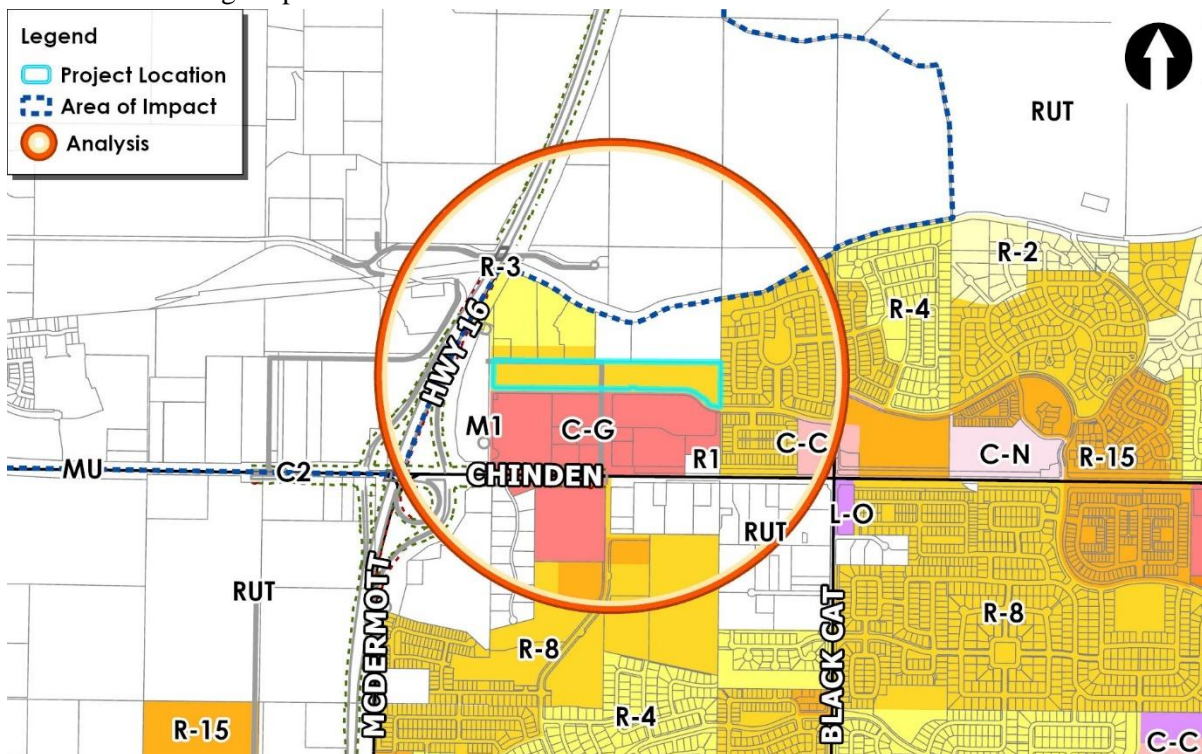 Legend
Project Location
Area of Impact
Analysis
RUT
R-2
R-3
R-4
HWY 16
M1
C-G
R1
C-C
C-N
R-15
MU
C2
CHINDEN
L-O
RUT
RUT
MCDERMOTT
BLACK CAT
R-8
R-8
R-4
R-15
C-C